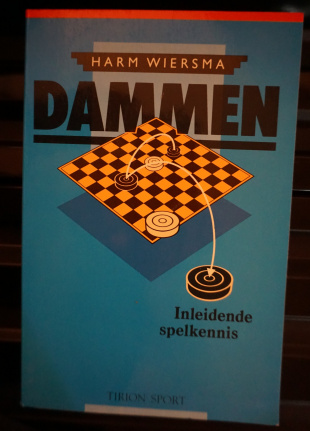 HARM WIERSMA
DAMMEN
Inleidende
spelkennis
TIRION SPORT